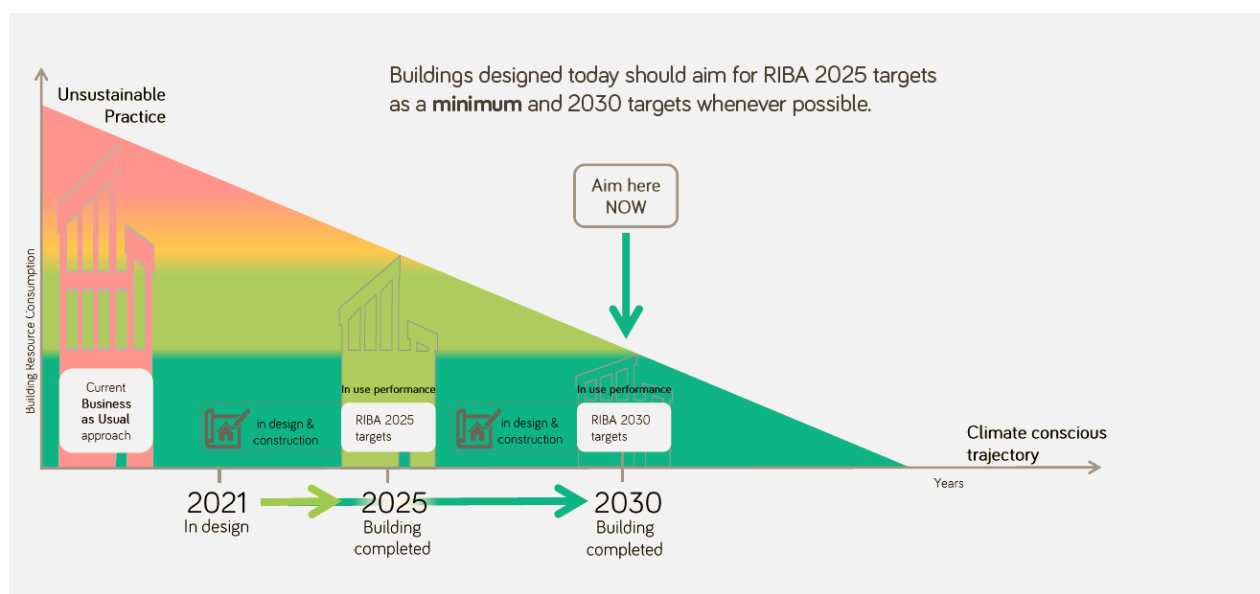 Buildings designed today should aim for RIBA 2025 targets
as a minimum and 2030 targets whenever possible.
Unsustainable
Practice
Aim here
NOW
Building Resource Consumption
Current
Business
as Usual
approach
in design &
construction
In use performance
RIBA 2025
targets
in design &
construction
In use performance
RIBA 2030
targets
Climate conscious
trajectory
Years
2021
In design
2025
Building
completed
2030
Building
completed